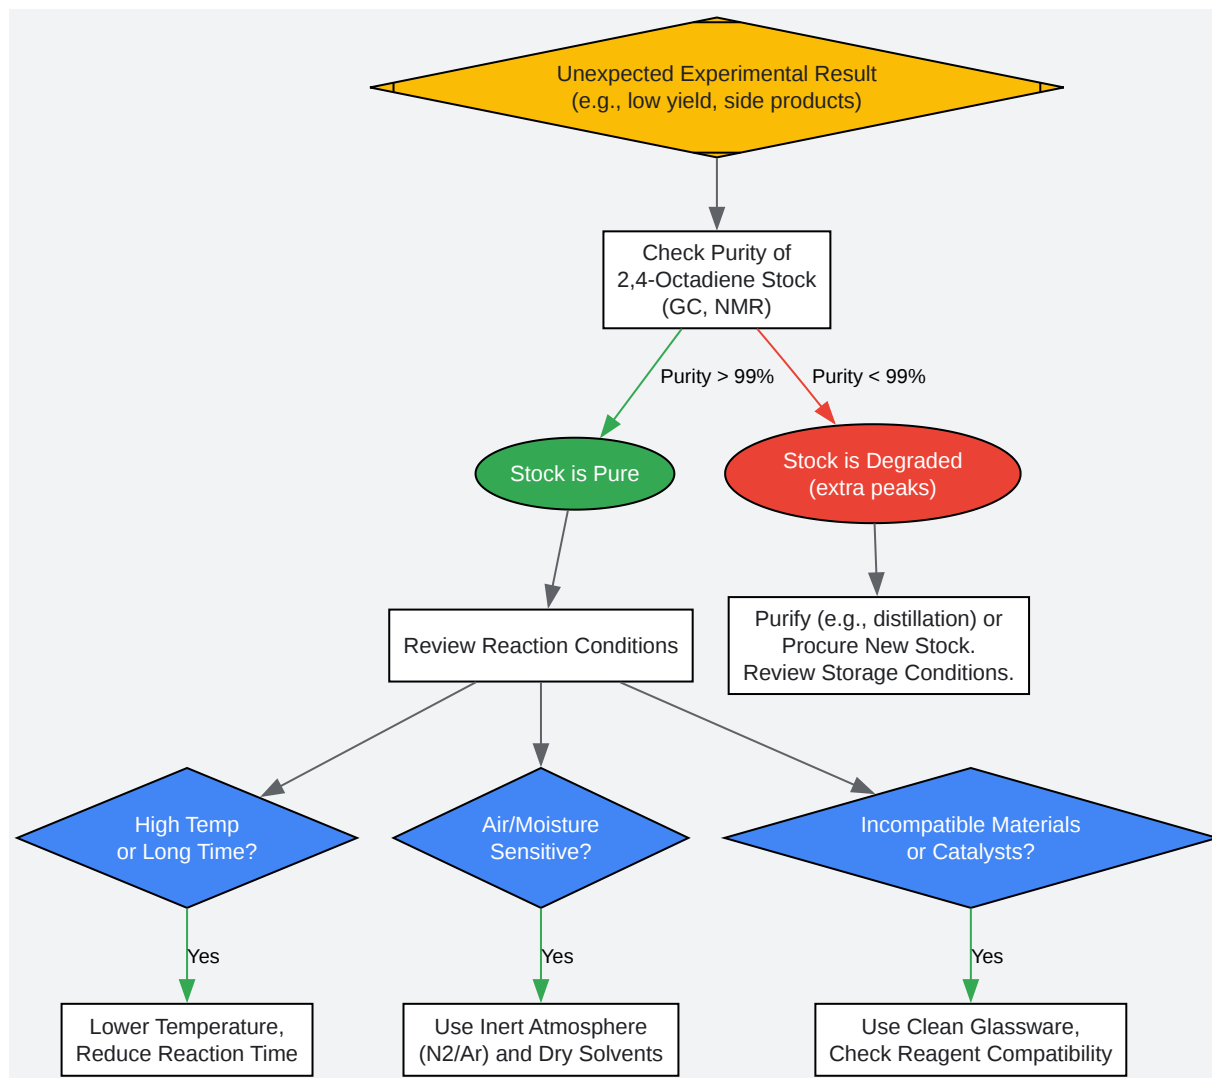 Unexpected Experimental Result
(e.g., low yield, side products)
Check Purity of
2,4-Octadiene Stock
(GC, NMR)
Purity > 99%
Purity < 99%
Stock is Pure
Stock is Degraded
(extra peaks)
Review Reaction Conditions
Purify (e.g., distillation) or
Procure New Stock.
Review Storage Conditions.
High Temp
or Long Time?
Air/Moisture
Sensitive?
Incompatible Materials
or Catalysts?
Yes
Yes
Yes
Lower Temperature,
Reduce Reaction Time
Use Inert Atmosphere
(N2/Ar) and Dry Solvents
Use Clean Glassware,
Check Reagent Compatibility